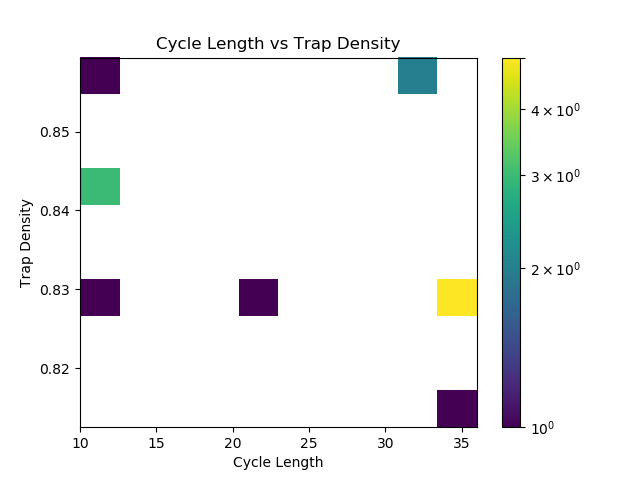 Cycle Length vs Trap Density
0.85
0.84
0.83
0.82
Trap Density
10 15 20 25 30 35
Cycle Length
4 × 10⁰
3 × 10⁰
2 × 10⁰
10⁰